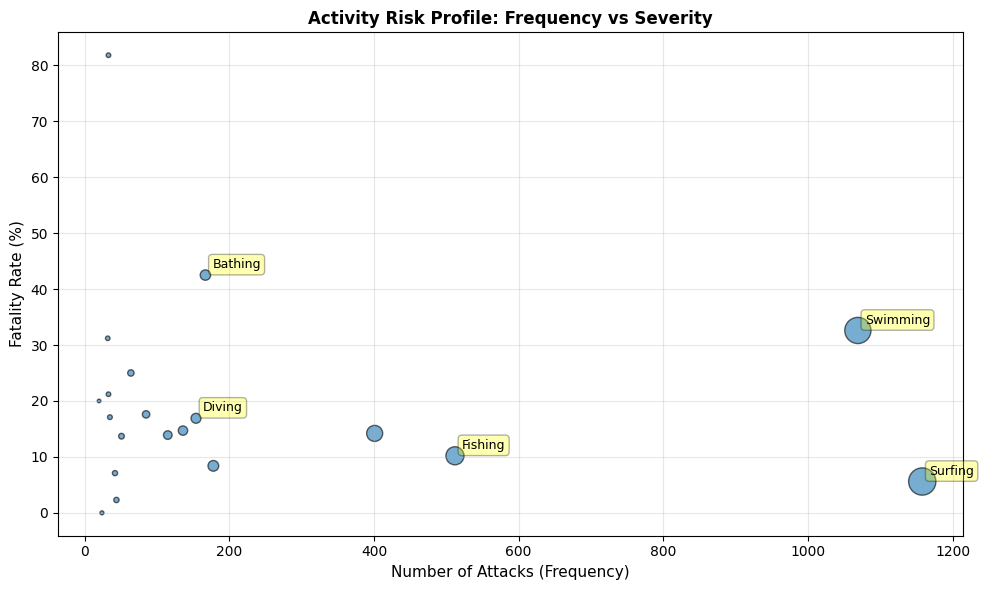 Activity Risk Profile: Frequency vs Severity
Fatality Rate (%)
80
70
60
50
40
30
20
10
0
Bathing
Swimming
Diving
Fishing
Surfing
0
200
400
600
800
1000
1200
Number of Attacks (Frequency)